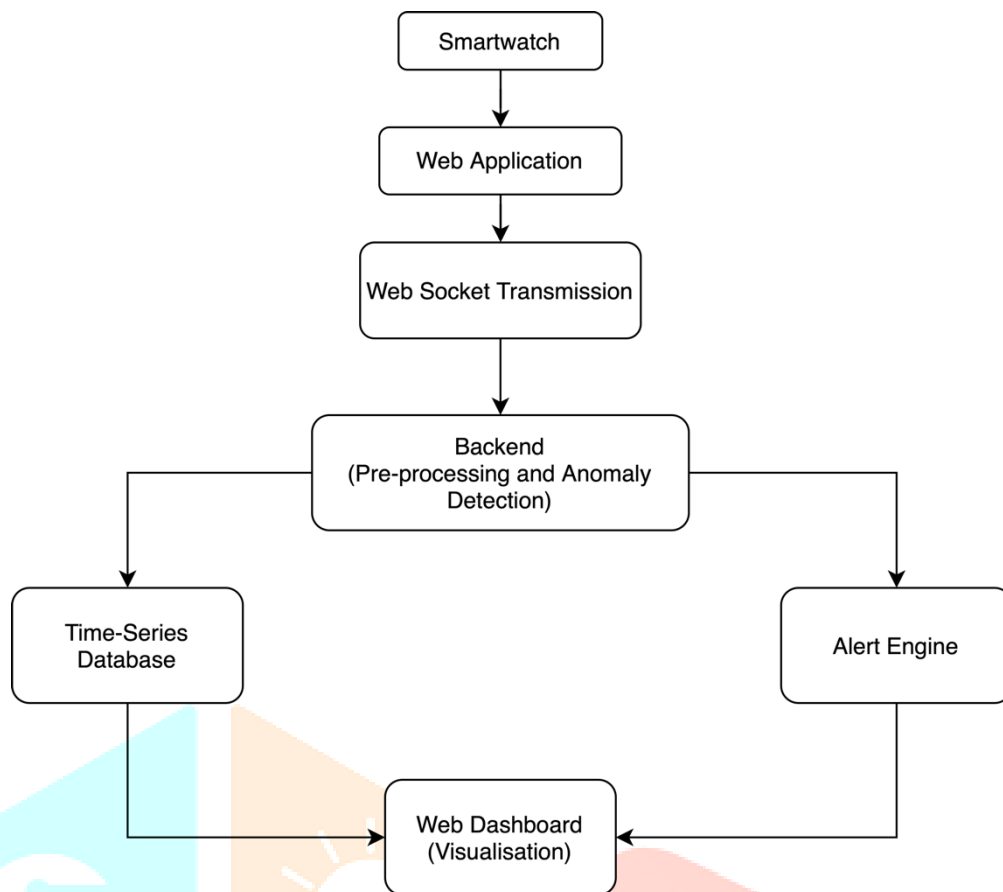 Smartwatch
Web Application
Web Socket Transmission
Backend
(Pre-processing and Anomaly
Detection)
Time-Series
Database
Alert Engine
Web Dashboard
(Visualisation)